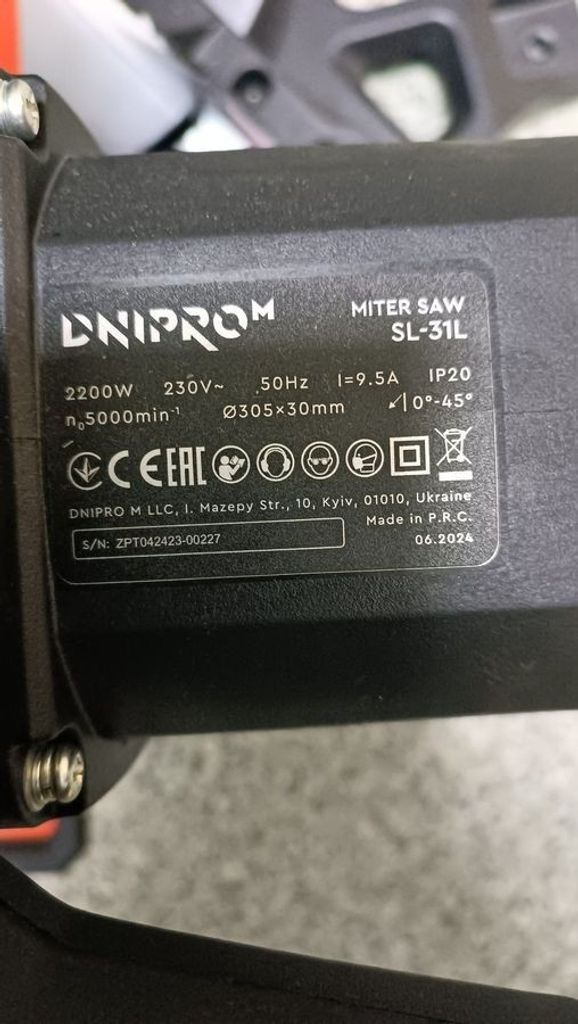 DNIPRO M
MITER SAW
SL-31L
2200W 230V~ 50Hz I=9.5A IP20
n₀5000min⁻¹ Ø305×30mm 0°-45°
CE EAC
DNIPRO M LLC, I. Mazepy Str., 10, Kyiv, 01010, Ukraine
Made in P.R.C.
S/N: ZPT042423-00227
06.2024